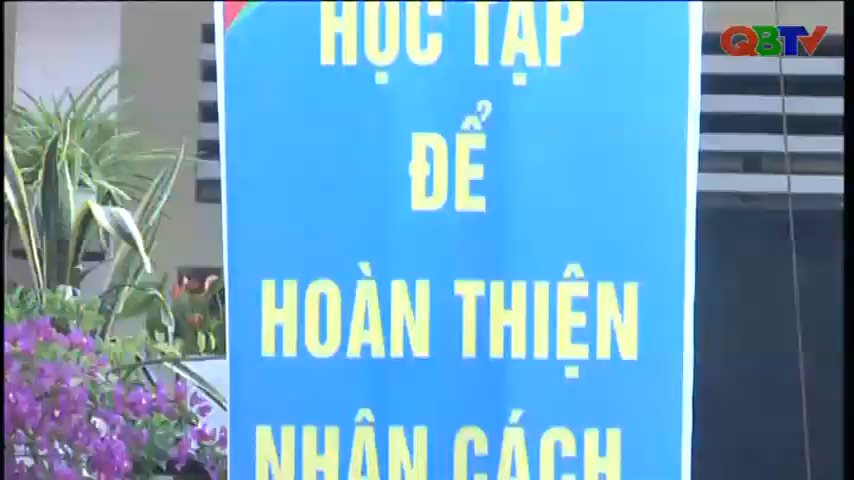 QBTV
HỌC TẬP
ĐỂ
HOÀN THIỆN
NHÂN CÁCH